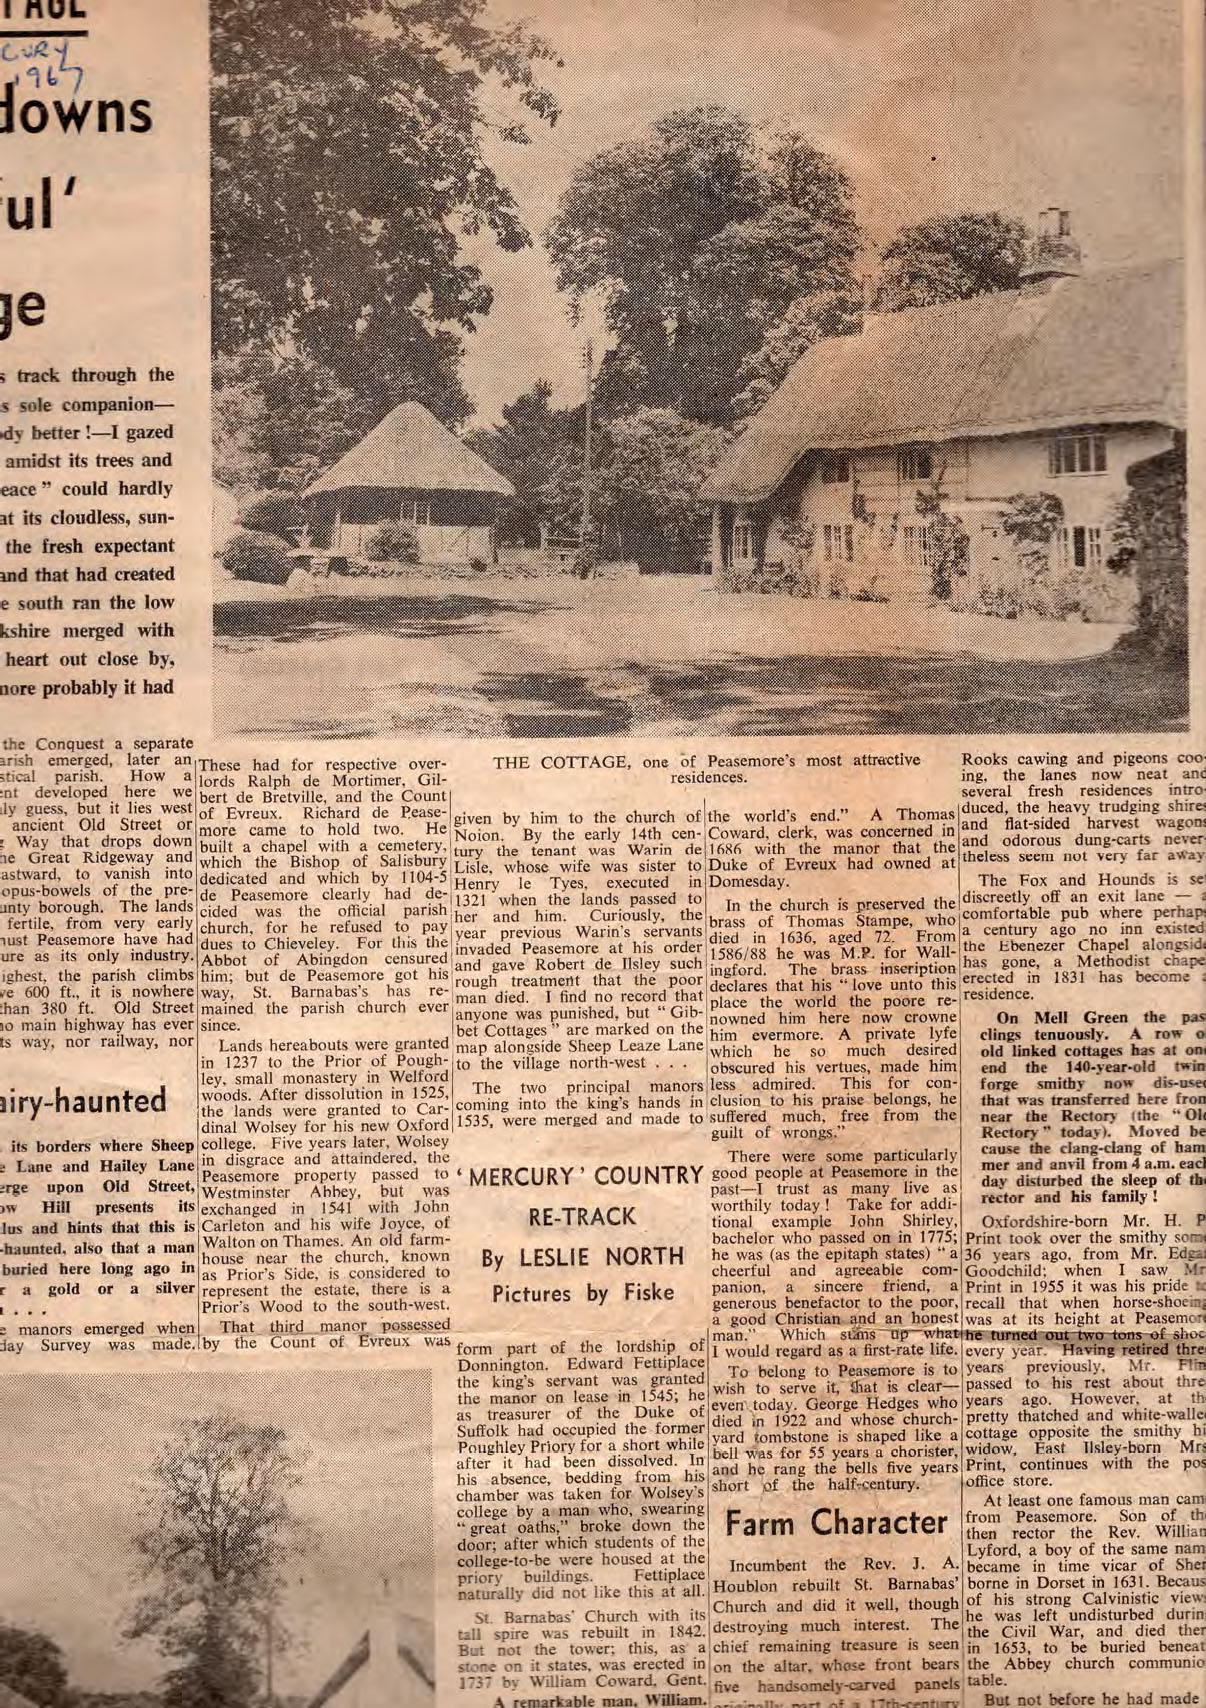 CURY
1967
downs
ul'
ge
s track through the
s sole companion—
dy better !—I gazed
amidst its trees and
eace " could hardly
at its cloudless, sun-
the fresh expectant
and that had created
e south ran the low
kshire merged with
heart out close by,
more probably it had
the Conquest a separate
arish emerged, later an
stical parish. How a
ent developed here we
ly guess, but it lies west
ancient Old Street or
Way that drops down
he Great Ridgeway and
astward, to vanish into
opus-bowels of the pre-
unty borough. The lands
fertile, from very early
must Peasemore have had
ure as its only industry.
ighest, the parish climbs
ve 600 ft., it is nowhere
than 380 ft. Old Street
no main highway has ever
ts way, nor railway, nor
airy-haunted
its borders where Sheep
e Lane and Hailey Lane
erge upon Old Street,
ow Hill presents its
lus and hints that this is
-haunted, also that a man
buried here long ago in
r a gold or a silver
. . .
e manors emerged when
day Survey was made.
These had for respective over-
lords Ralph de Mortimer, Gil-
bert de Bretville, and the Count
of Evreux. Richard de Pease-
more came to hold two. He
built a chapel with a cemetery,
which the Bishop of Salisbury
dedicated and which by 1104-5
de Peasemore clearly had de-
cided was the official parish
church, for he refused to pay
dues to Chieveley. For this the
Abbot of Abingdon censured
him; but de Peasemore got his
way, St. Barnabas's has re-
mained the parish church ever
since.
Lands hereabouts were granted
in 1237 to the Prior of Pough-
ley, small monastery in Welford
woods. After dissolution in 1525,
the lands were granted to Car-
dinal Wolsey for his new Oxford
college. Five years later, Wolsey
in disgrace and attaindered, the
Peasemore property passed to
Westminster Abbey, but was
exchanged in 1541 with John
Carleton and his wife Joyce, of
Walton on Thames. An old farm-
house near the church, known
as Prior's Side, is considered to
represent the estate, there is a
Prior's Wood to the south-west.
That third manor possessed
by the Count of Evreux was
THE COTTAGE, one of Peasemore's most attractive
residences.
given by him to the church of
Noion. By the early 14th cen-
tury the tenant was Warin de
Lisle, whose wife was sister to
Henry le Tyes, executed in
1321 when the lands passed to
her and him. Curiously, the
year previous Warin's servants
invaded Peasemore at his order
and gave Robert de Ilsley such
rough treatment that the poor
man died. I find no record that
anyone was punished, but " Gib-
bet Cottages " are marked on the
map alongside Sheep Leaze Lane
to the village north-west . . .
The two principal manors
coming into the king's hands in
1535, were merged and made to
' MERCURY ' COUNTRY
RE-TRACK
By LESLIE NORTH
Pictures by Fiske
form part of the lordship of
Donnington. Edward Fettiplace
the king's servant was granted
the manor on lease in 1545; he
as treasurer of the Duke of
Suffolk had occupied the former
Poughley Priory for a short while
after it had been dissolved. In
his absence, bedding from his
chamber was taken for Wolsey's
college by a man who, swearing
" great oaths," broke down the
door; after which students of the
college-to-be were housed at the
priory buildings. Fettiplace
naturally did not like this at all.
St. Barnabas' Church with its
tall spire was rebuilt in 1842.
But not the tower; this, as a
stone on it states, was erected in
1737 by William Coward, Gent.
A remarkable man, William.
the world's end." A Thomas
Coward, clerk, was concerned in
1686 with the manor that the
Duke of Evreux had owned at
Domesday.
In the church is preserved the
brass of Thomas Stampe, who
died in 1636, aged 72. From
1586/88 he was M.P. for Wall-
ingford. The brass inscription
declares that his " love unto this
place the world the poore re-
nowned him here now crowne
him evermore. A private lyfe
which he so much desired
obscured his vertues, made him
less admired. This for con-
clusion to his praise belongs, he
suffered much, free from the
guilt of wrongs."
There were some particularly
good people at Peasemore in the
past—I trust as many live as
worthily today ! Take for addi-
tional example John Shirley,
bachelor who passed on in 1775;
he was (as the epitaph states) " a
cheerful and agreeable com-
panion, a sincere friend, a
generous benefactor to the poor,
a good Christian and an honest
man." Which sums up what
I would regard as a first-rate life.
To belong to Peasemore is to
wish to serve it, that is clear—
even today. George Hedges who
died in 1922 and whose church-
yard tombstone is shaped like a
bell was for 55 years a chorister,
and he rang the bells five years
short of the half-century.
Farm Character
Incumbent the Rev. J. A.
Houblon rebuilt St. Barnabas'
Church and did it well, though
destroying much interest. The
chief remaining treasure is seen
on the altar, whose front bears
five handsomely-carved panels
originally part of a 17th-century
Rooks cawing and pigeons coo-
ing, the lanes now neat and
several fresh residences intro-
duced, the heavy trudging shires
and flat-sided harvest wagons
and odorous dung-carts never-
theless seem not very far away
The Fox and Hounds is se
discreetly off an exit lane —
comfortable pub where perhaps
a century ago no inn existed
the Ebenezer Chapel alongside
has gone, a Methodist chape
erected in 1831 has become
residence.
On Mell Green the pas
clings tenuously. A row o
old linked cottages has at one
end the 140-year-old twin
forge smithy now dis-used
that was transferred here from
near the Rectory (the " Old
Rectory " today). Moved be
cause the clang-clang of ham
mer and anvil from 4 a.m. each
day disturbed the sleep of the
rector and his family !
Oxfordshire-born Mr. H. P
Print took over the smithy some
36 years ago, from Mr. Edgar
Goodchild; when I saw Mr
Print in 1955 it was his pride to
recall that when horse-shoeing
was at its height at Peasemore
he turned out two tons of shoe
every year. Having retired three
years previously, Mr. Flin
passed to his rest about three
years ago. However, at th
pretty thatched and white-walled
cottage opposite the smithy hi
widow, East Ilsley-born Mrs
Print, continues with the pos
office store.
At least one famous man cam
from Peasemore. Son of th
then rector the Rev. William
Lyford, a boy of the same nam
became in time vicar of Sher
borne in Dorset in 1631. Becaus
of his strong Calvinistic views
he was left undisturbed durin
the Civil War, and died ther
in 1653, to be buried beneat
the Abbey church communio
table.
But not before he had made